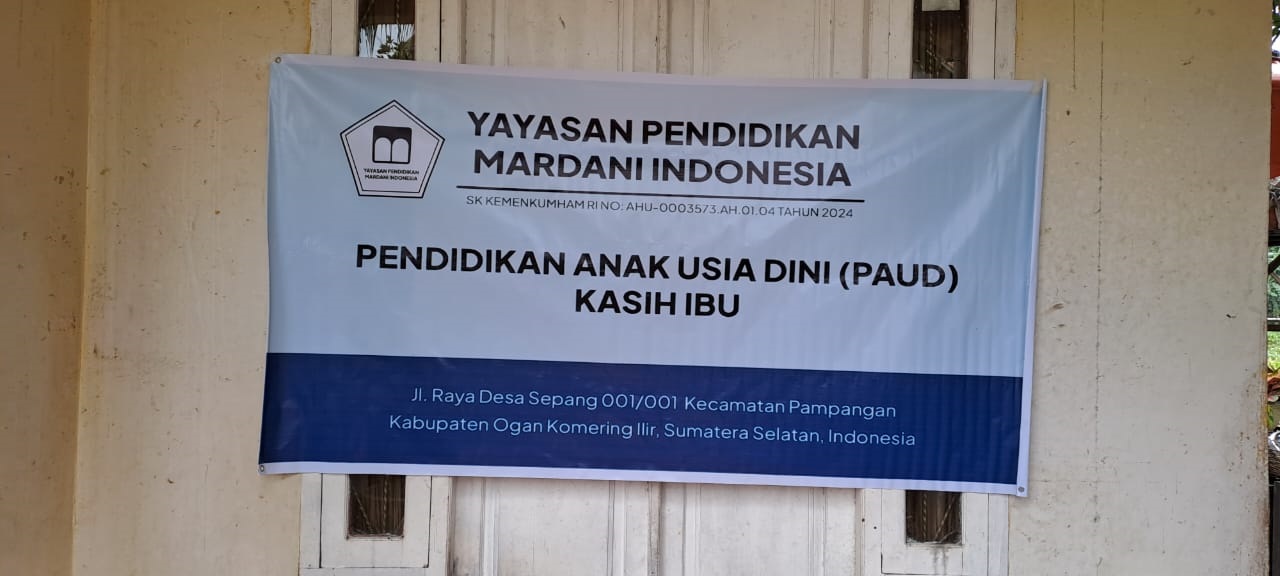 YAYASAN PENDIDIKAN
MARDANI INDONESIA
YAYASAN PENDIDIKAN
MARDANI INDONESIA
SK KEMENKUMHAM RI NO: AHU-0003573.AH.01.04 TAHUN 2024
PENDIDIKAN ANAK USIA DINI (PAUD)
KASIH IBU
Jl. Raya Desa Sepang 001/001 Kecamatan Pampangan
Kabupaten Ogan Komering Ilir, Sumatera Selatan, Indonesia